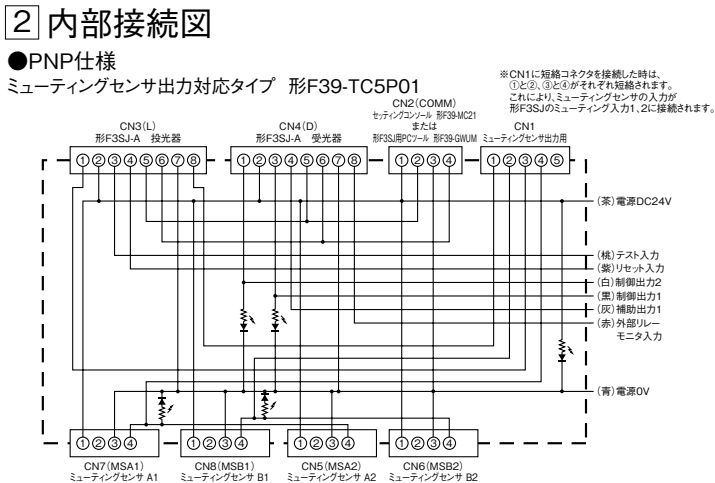 2 内部接続図
●PNP仕様
ミューティングセンサ出力対応タイプ 形F39-TC5P01
※CN1に短絡コネクタを接続した時は、
①と②、③と④がそれぞれ短絡されます。
これにより、ミューティングセンサの入力が
形F3SJのミューティング入力1、2に接続されます。
CN3(L)
形F3SJ-A 投光器
CN4(D)
形F3SJ-A 受光器
CN2(COMM)
セッティングコンソール 形F39-MC21
または
形F3SJ用PCツール 形F39-GWUM
CN1
ミューティングセンサ出力用
①②③④⑤⑥⑦⑧
①②③④⑤⑥⑦⑧
①②③④
①②③④⑤
(茶)電源DC24V
(桃)テスト入力
(紫)リセット入力
(白)制御出力2
(黒)制御出力1
(灰)補助出力1
(赤)外部リレー
モニタ入力
(青)電源0V
①②③④
①②③④
①②③④
①②③④
CN7(MSA1)
ミューティングセンサ A1
CN8(MSB1)
ミューティングセンサ B1
CN5(MSA2)
ミューティングセンサ A2
CN6(MSB2)
ミューティングセンサ B2